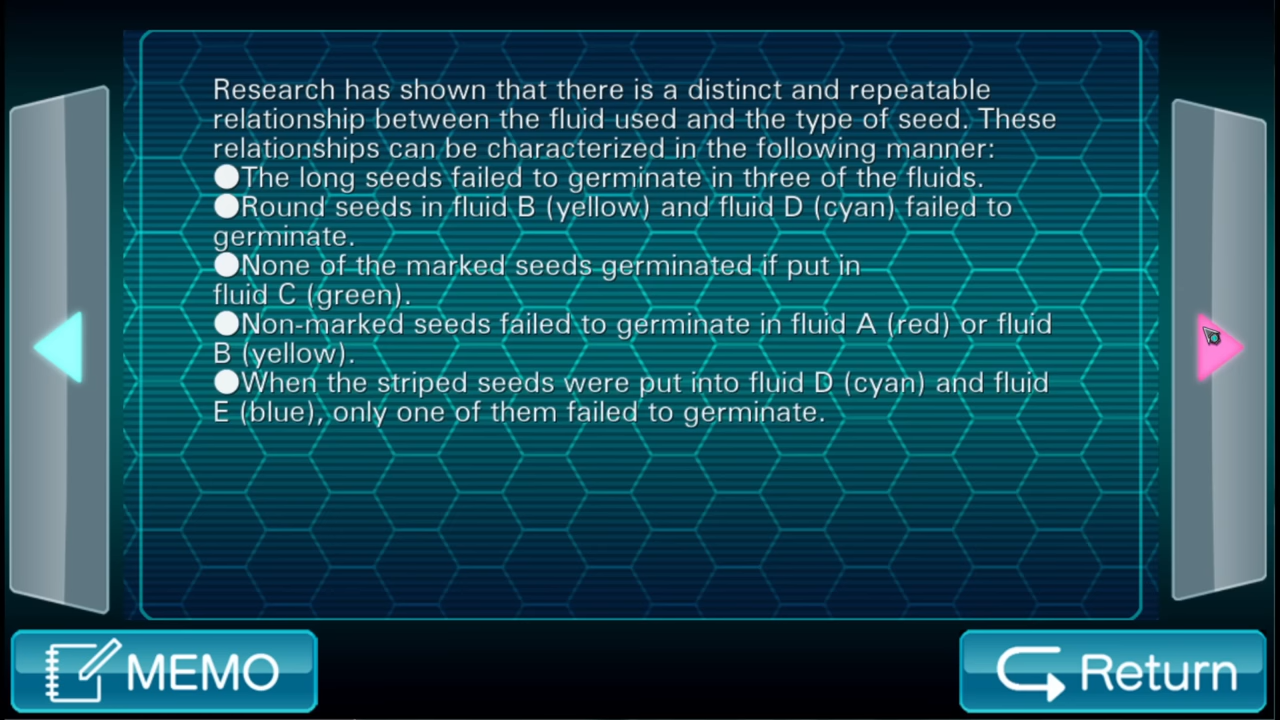 Research has shown that there is a distinct and repeatable
relationship between the fluid used and the type of seed. These
relationships can be characterized in the following manner:
●The long seeds failed to germinate in three of the fluids.
●Round seeds in fluid B (yellow) and fluid D (cyan) failed to
germinate.
●None of the marked seeds germinated if put in
fluid C (green).
●Non-marked seeds failed to germinate in fluid A (red) or fluid
B (yellow).
●When the striped seeds were put into fluid D (cyan) and fluid
E (blue), only one of them failed to germinate.
MEMO
Return